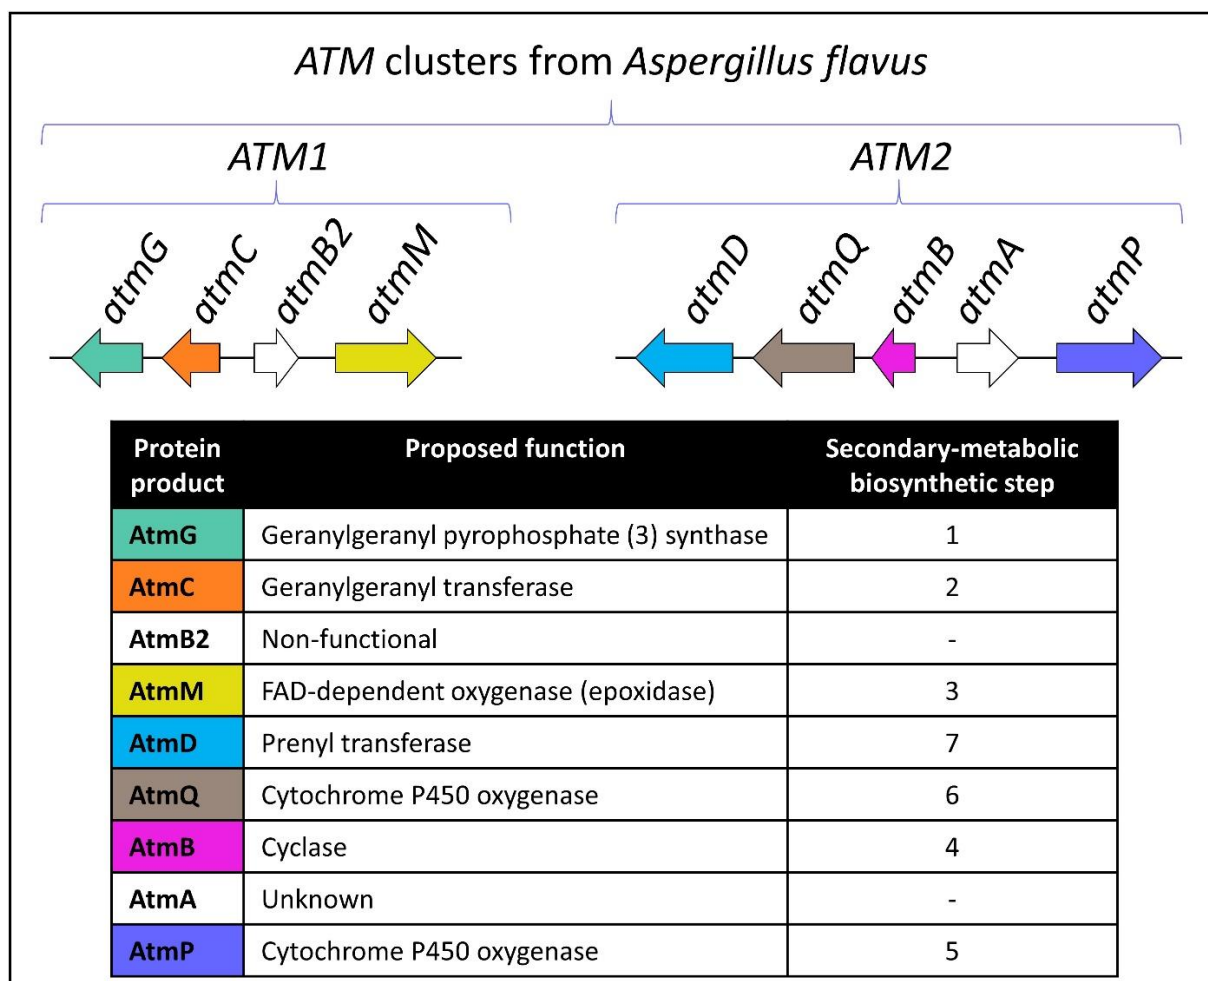 ATM clusters from Aspergillus flavus
ATM1
ATM2
atmG
atmC
atmB2
atmM
atmD
atmQ
atmB
atmA
atmP
Protein product
Proposed function
Secondary-metabolic biosynthetic step
AtmG Geranylgeranyl pyrophosphate (3) synthase 1
AtmC Geranylgeranyl transferase 2
AtmB2 Non-functional -
AtmM FAD-dependent oxygenase (epoxidase) 3
AtmD Prenyl transferase 7
AtmQ Cytochrome P450 oxygenase 6
AtmB Cyclase 4
AtmA Unknown -
AtmP Cytochrome P450 oxygenase 5